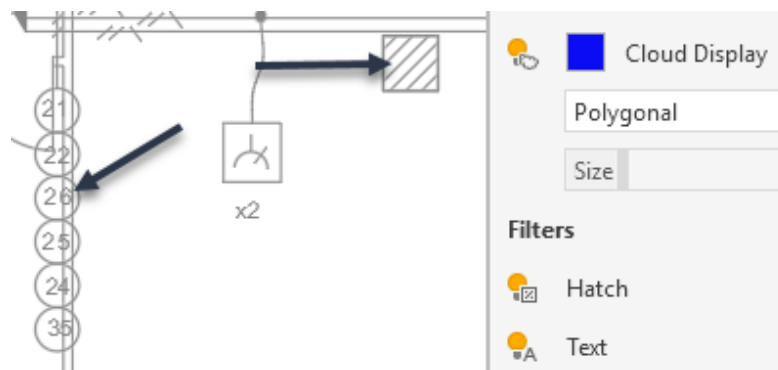 21
22
26
25
24
35
x2
Cloud Display
Polygonal
Size
Filters
Hatch
A Text